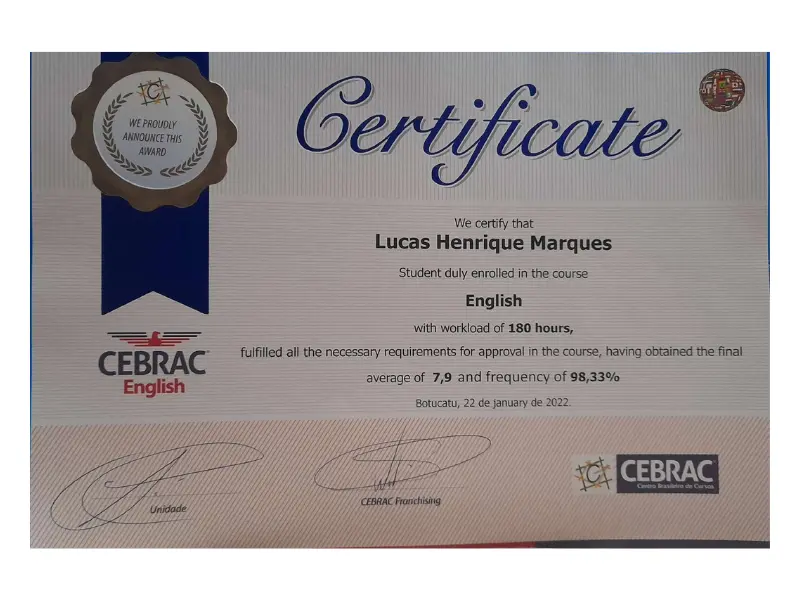 Certificate
WE PROUDLY
ANNOUNCE THIS
AWARD
We certify that
Lucas Henrique Marques
Student duly enrolled in the course
English
with workload of 180 hours,
fulfilled all the necessary requirements for approval in the course, having obtained the final
average of 7,9 and frequency of 98,33%
Botucatu, 22 de january de 2022.
CEBRAC
English
Unidade
CEBRAC Franchising
C
CEBRAC
Centro Brasileiro de Cursos